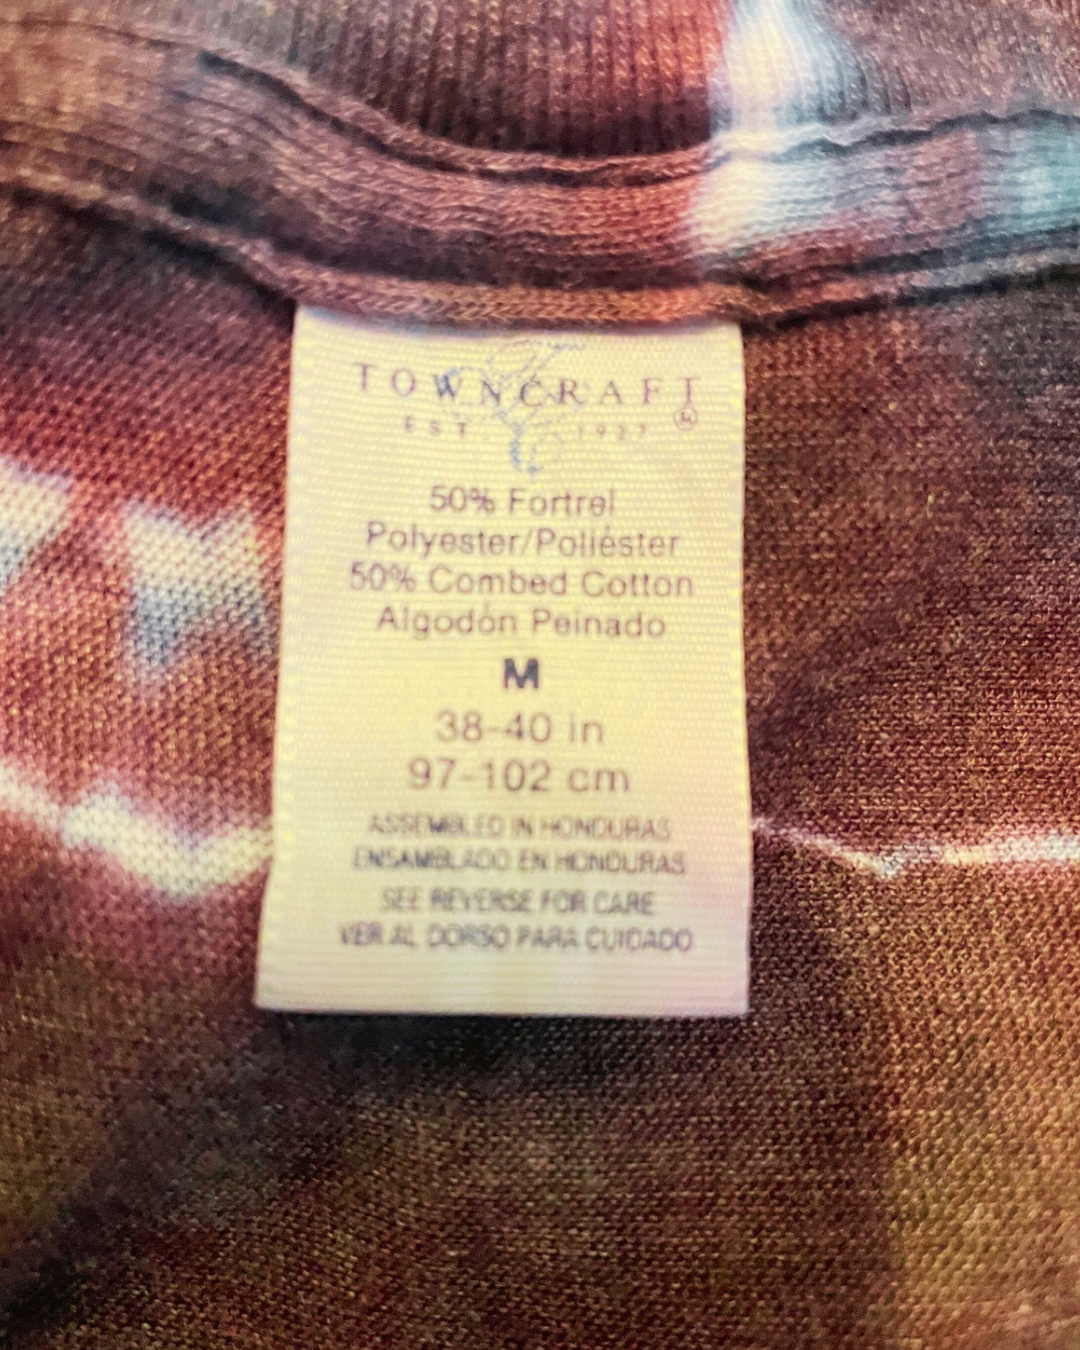 TOWNCRAFT
EST. 1927
50% Fortrel
Polyester/Poliéster
50% Combed Cotton
Algodón Peinado
M
38-40 in
97-102 cm
ASSEMBLED IN HONDURAS
ENSAMBLADO EN HONDURAS
SEE REVERSE FOR CARE
VER AL DORSO PARA CUIDADO